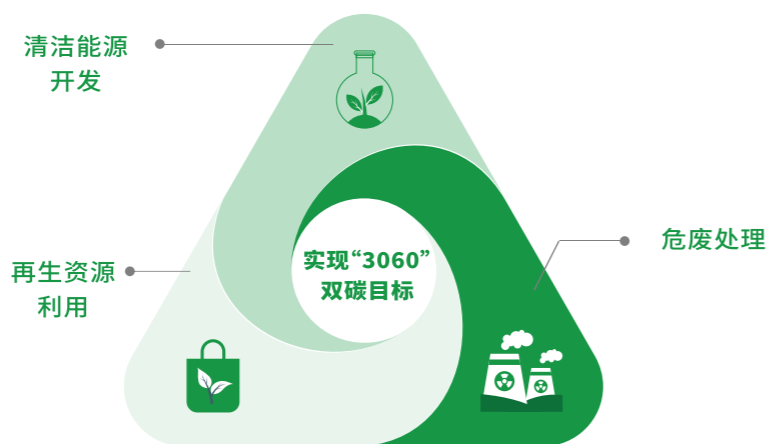 清洁能源
开发
危废处理
实现“3060”
双碳目标
再生资源
利用